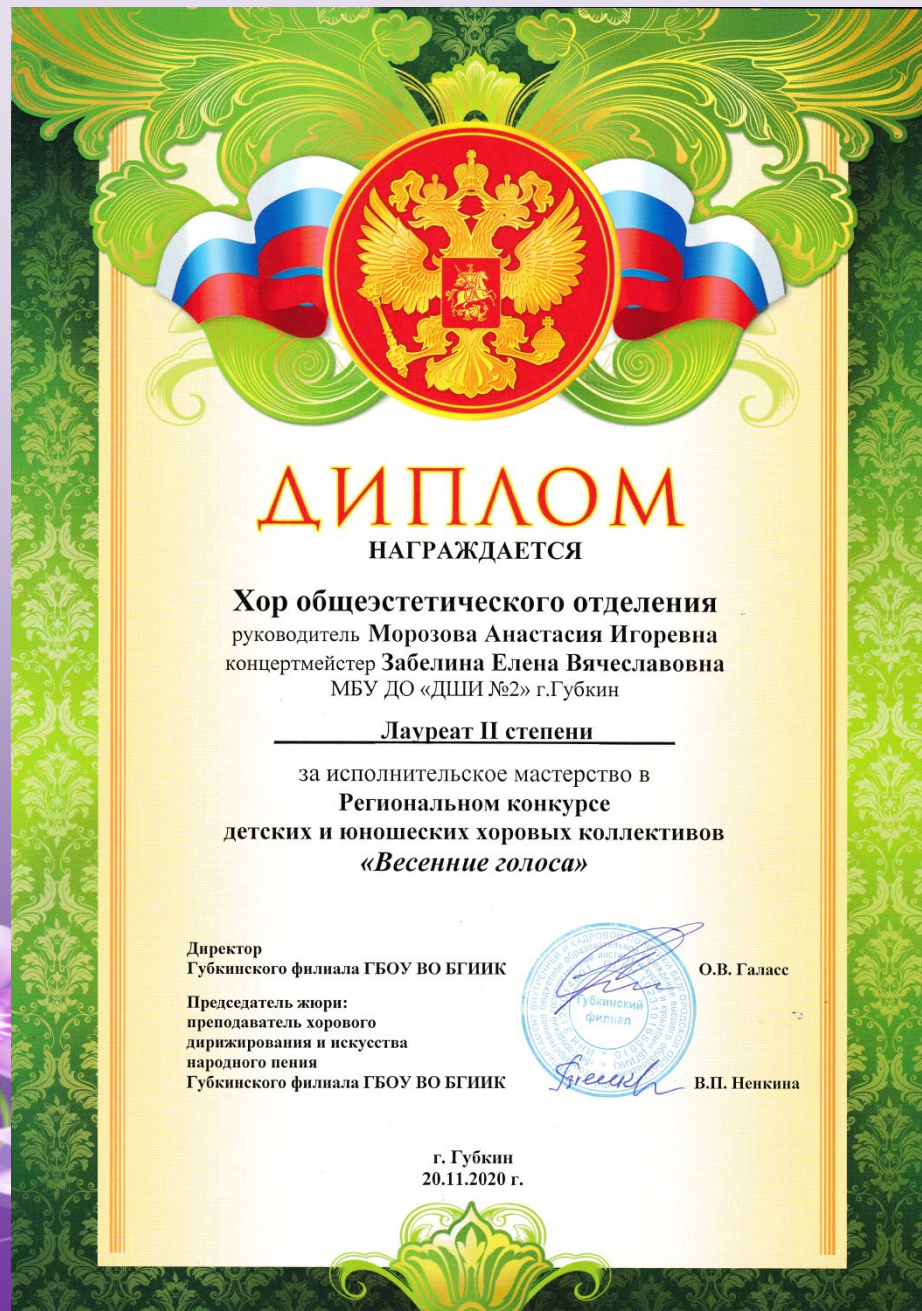 ДИПЛОМ
НАГРАЖДАЕТСЯ
Хор общеэстетического отделения
руководитель Морозова Анастасия Игоревна
концертмейстер Забелина Елена Вячеславовна
МБУ ДО «ДШИ №2» г.Губкин
Лауреат II степени
за исполнительское мастерство в
Региональном конкурсе
детских и юношеских хоровых коллективов
«Весенние голоса»
Директор
Губкинского филиала ГБОУ ВО БГИИК
О.В. Галасс
Председатель жюри:
преподаватель хорового
дирижирования и искусства
народного пения
Губкинского филиала ГБОУ ВО БГИИК
В.П. Ненкина
Губкинский
филиал
г. Губкин
20.11.2020 г.